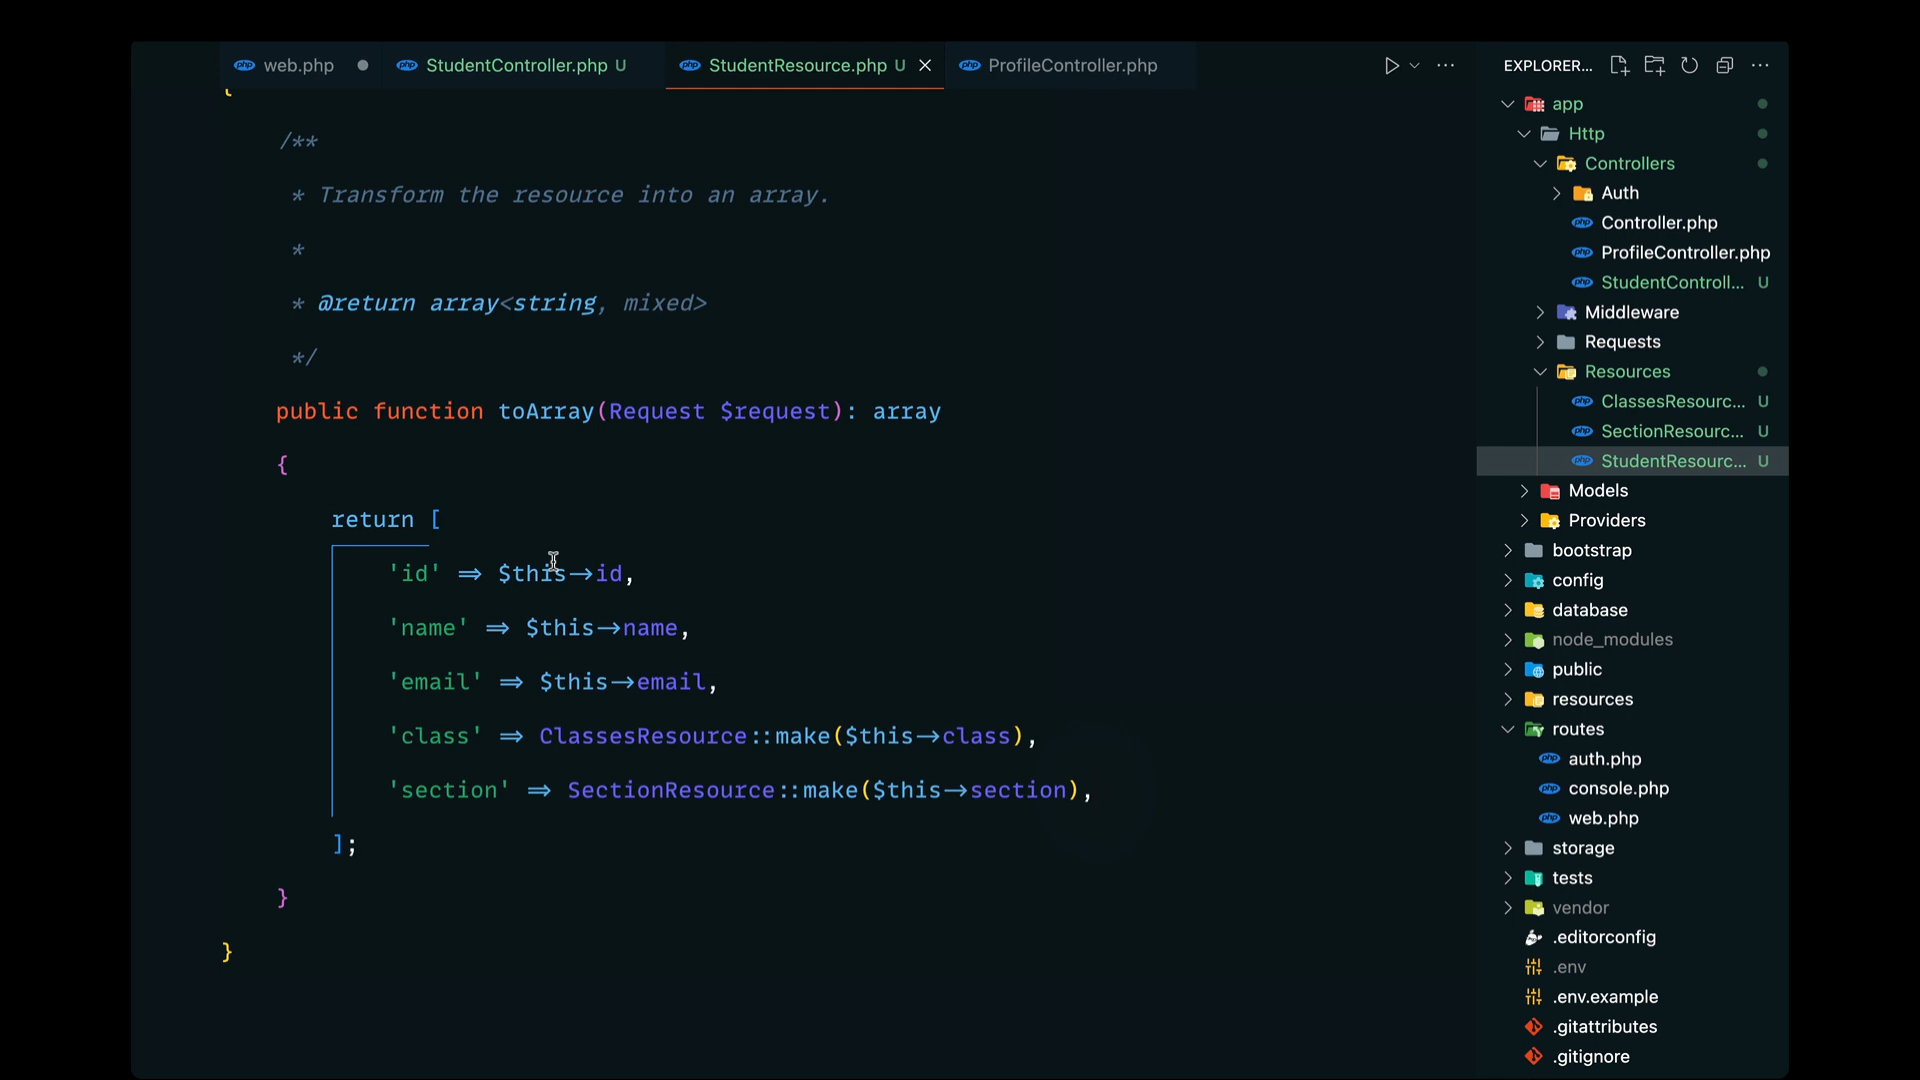 web.php
StudentController.php U
StudentResource.php U
ProfileController.php
EXPLORER...
{
/**
* Transform the resource into an array.
*
* @return array<string, mixed>
*/
public function toArray(Request $request): array
{
return [
'id' => $this->id,
'name' => $this->name,
'email' => $this->email,
'class' => ClassesResource::make($this->class),
'section' => SectionResource::make($this->section),
];
}
}
app
Http
Controllers
Auth
Controller.php
ProfileController.php
StudentControll... U
Middleware
Requests
Resources
ClassesResourc... U
SectionResourc... U
StudentResourc... U
Models
Providers
bootstrap
config
database
node_modules
public
resources
routes
auth.php
console.php
web.php
storage
tests
vendor
.editorconfig
.env
.env.example
.gitattributes
.gitignore